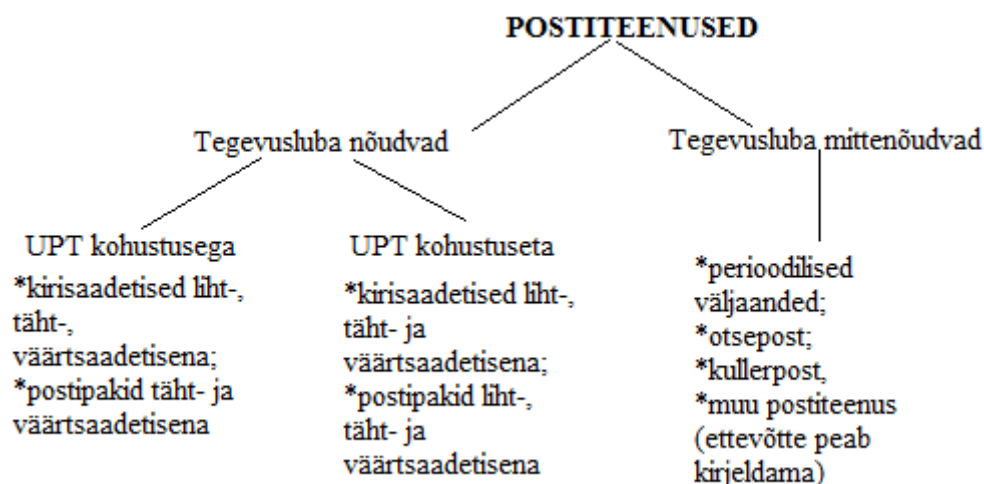 POSTITEENUSED
Tegevusluba nõudvad
Tegevusluba mittenõudvad
UPT kohustusega
*kirisaadetised liht-,
täht-,
väärtsaadetisena;
*postipakid täht- ja
väärtsaadetisena
UPT kohustuseta
*kirisaadetised liht-,
täht- ja
väärtsaadetisena;
*postipakid liht-,
täht- ja
väärtsaadetisena
*perioodilised
väljaanded;
*otsepost;
*kullerpost,
*muu postiteenus
(ettevõtte peab
kirjeldama)